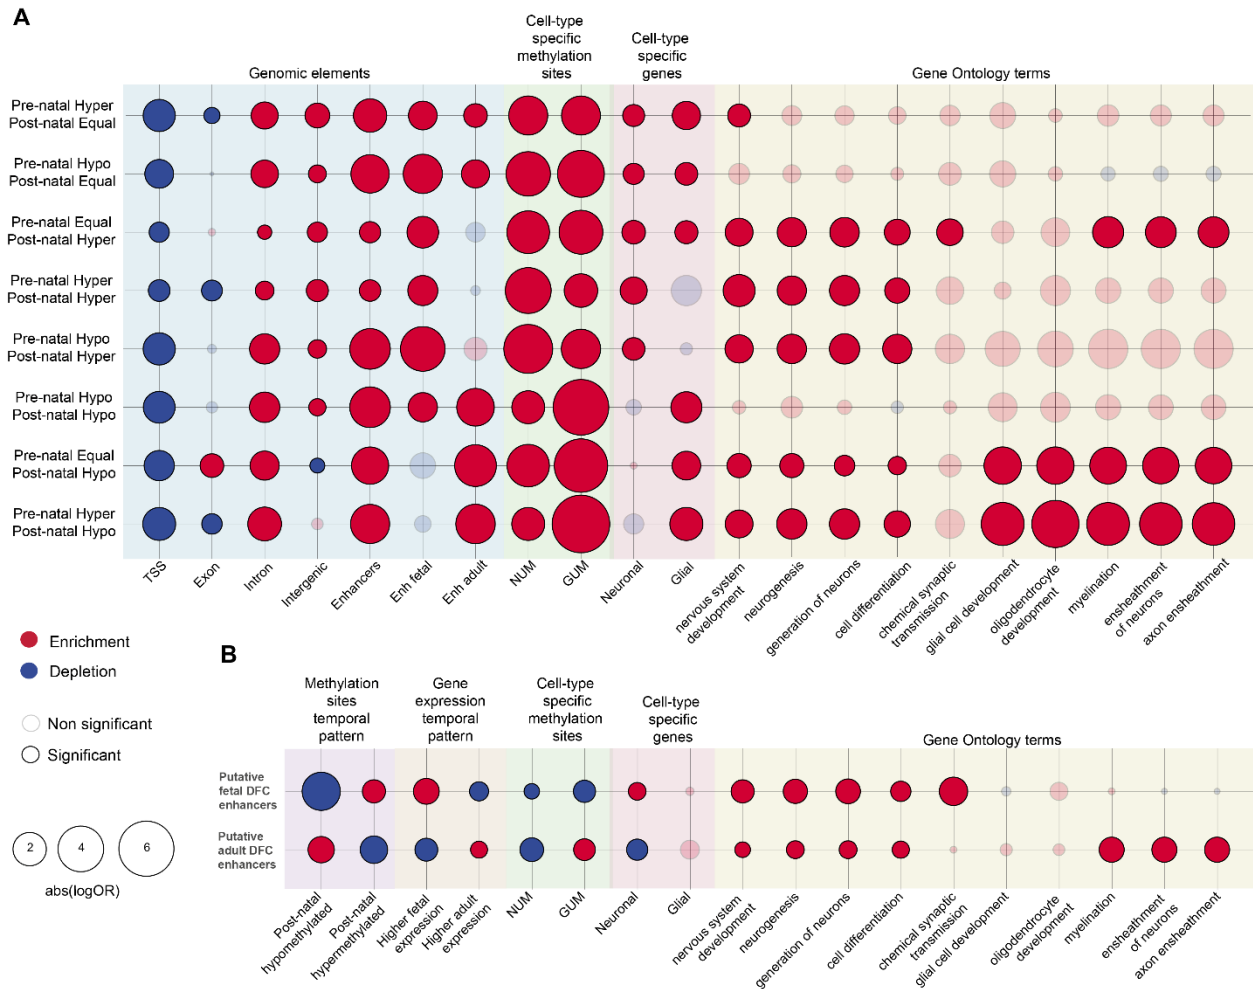 A
Cell-type
specific
methylation
sites
Cell-type
specific
genes
Genomic elements
Gene Ontology terms
Pre-natal Hyper
Post-natal Equal
Pre-natal Hypo
Post-natal Equal
Pre-natal Equal
Post-natal Hyper
Pre-natal Hyper
Post-natal Hyper
Pre-natal Hypo
Post-natal Hyper
Pre-natal Hypo
Post-natal Hypo
Pre-natal Equal
Post-natal Hypo
Pre-natal Hyper
Post-natal Hypo
TSS
Exon
Intron
Intergenic
Enhancers
Enh fetal
Enh adult
NUM
GUM
Neuronal
Glial
nervous system
development
neurogenesis
generation of neurons
cell differentiation
chemical synaptic
transmission
glial cell development
oligodendrocyte
development
myelination
ensheathment
of neurons
axon ensheathment
Enrichment
Depletion
Non significant
Significant
2
4
6
abs(logOR)
B
Methylation
sites
temporal
pattern
Gene
expression
temporal
pattern
Cell-type
specific
methylation
sites
Cell-type
specific
genes
Gene Ontology terms
Putative
fetal DFC
enhancers
Putative
adult DFC
enhancers
Post-natal
hypomethylated
Post-natal
hypermethylated
Higher fetal
expression
Higher adult
expression
NUM
GUM
Neuronal
Glial
nervous system
development
neurogenesis
generation of neurons
cell differentiation
chemical synaptic
transmission
glial cell development
oligodendrocyte
development
myelination
ensheathment
of neurons
axon ensheathment